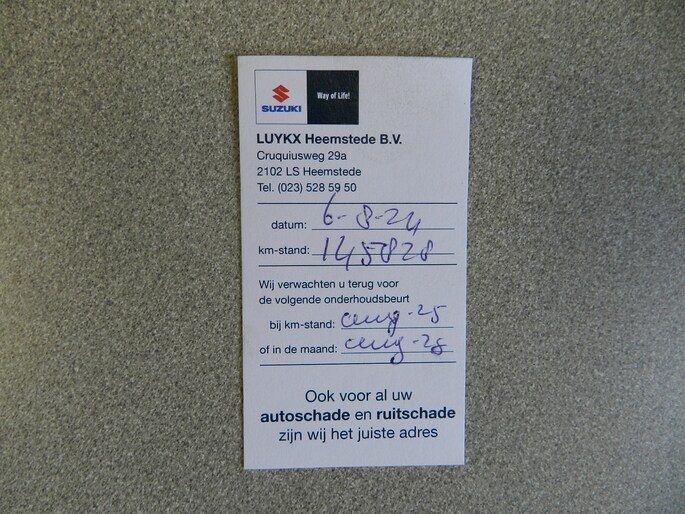 SUZUKI
Way of Life!
LUYKX Heemstede B.V.
Cruquiusweg 29a
2102 LS Heemstede
Tel. (023) 528 59 50
datum: 6-8-24
km-stand: 145828
Wij verwachten u terug voor
de volgende onderhoudsbeurt
bij km-stand: aug-25
of in de maand: aug-28
Ook voor al uw
autoschade en ruitschade
zijn wij het juiste adres